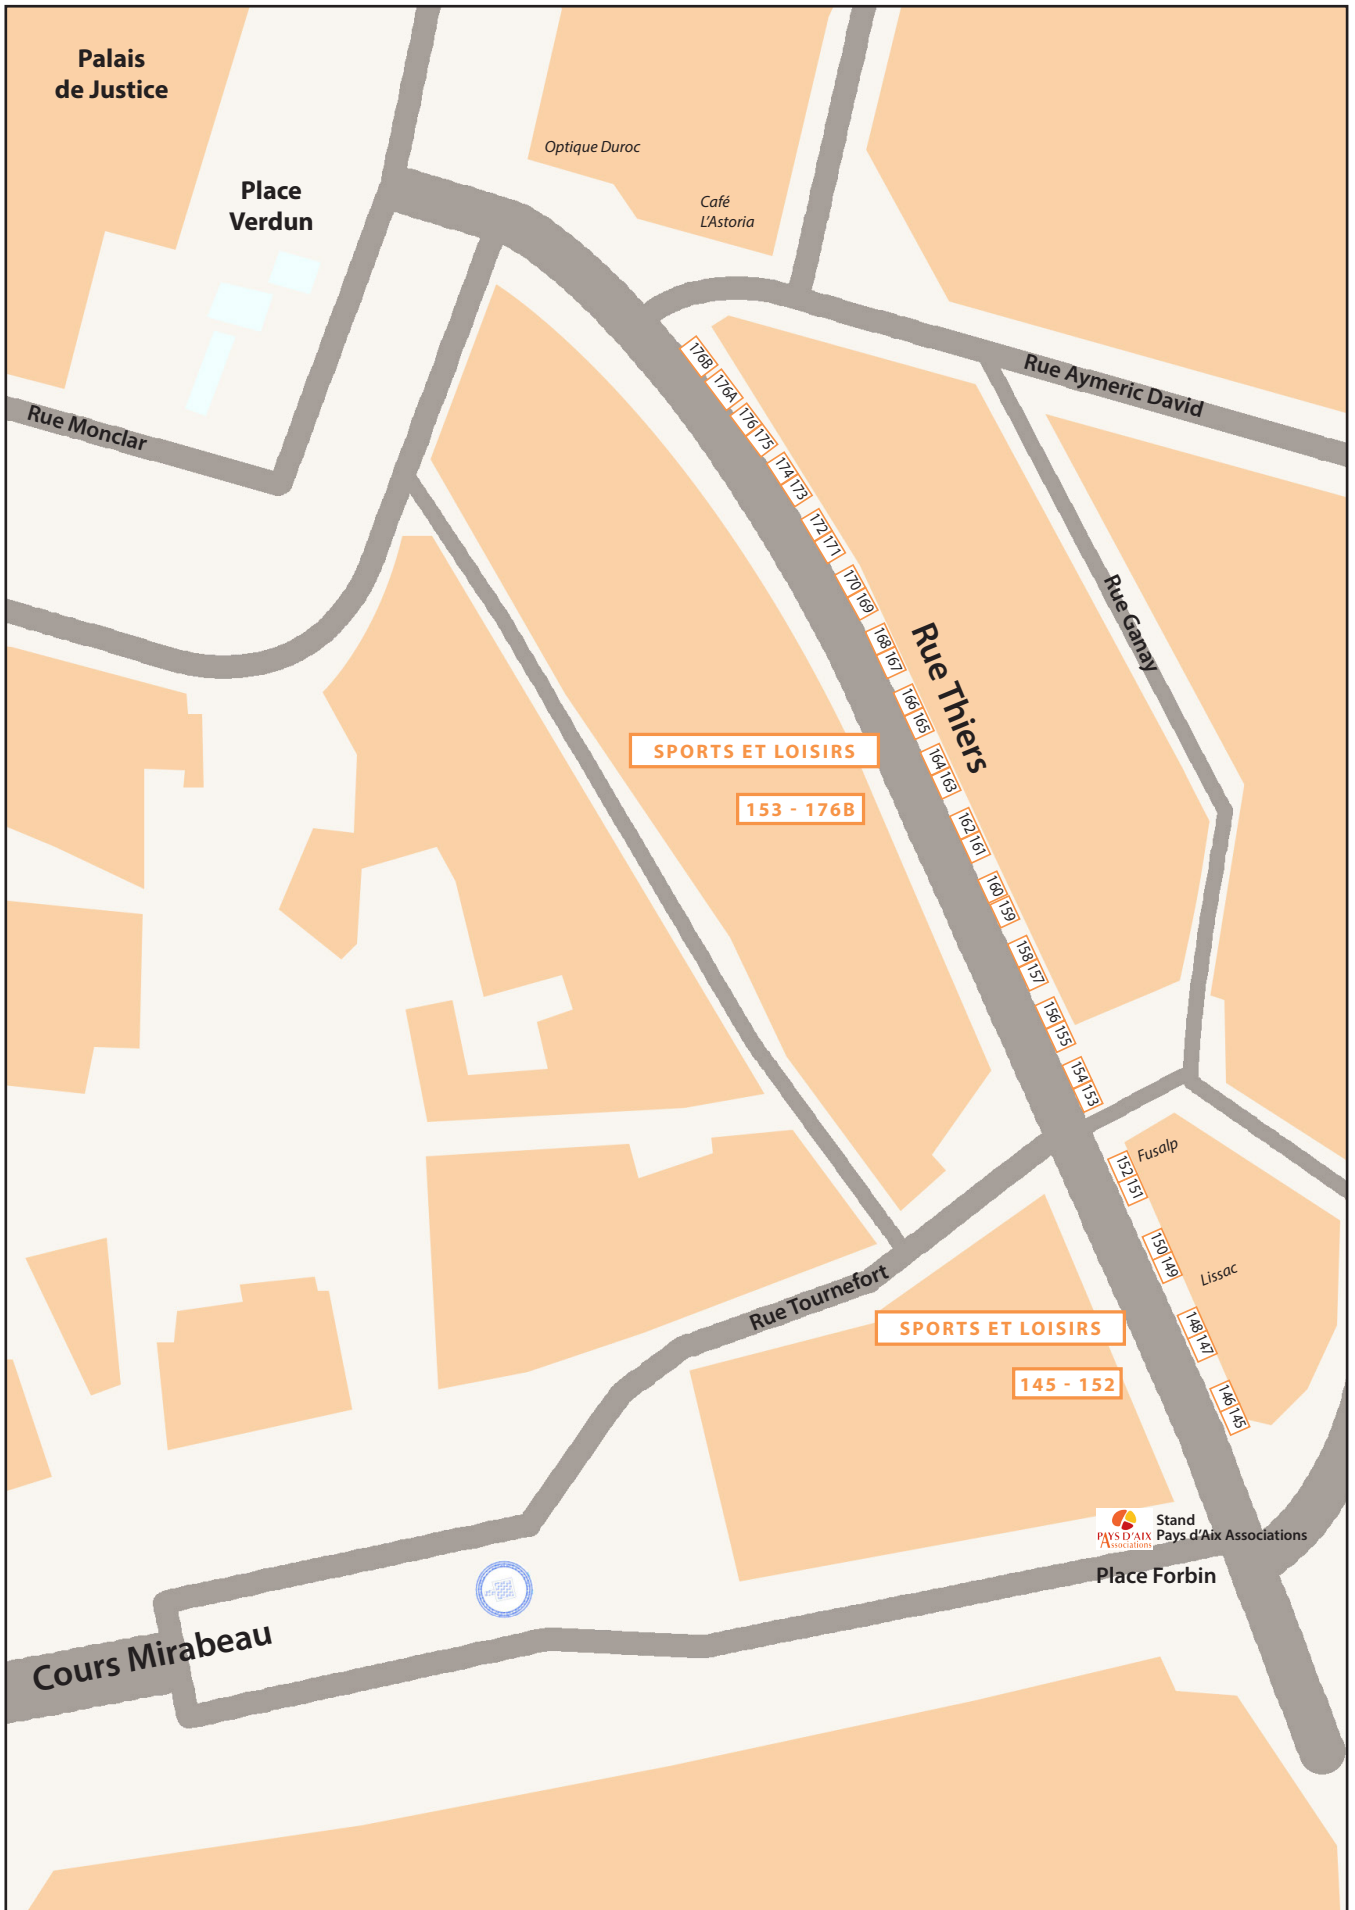 Palais
de Justice
Optique Duroc
Place
Verdun
Café
L'Astoria
176B
176A
Rue Aymeric David
Rue Monclar
176
175
174
173
172
171
170
169
Rue Ganay
168
167
Rue Thiers
166
165
SPORTS ET LOISIRS
164
163
153 - 176B
162
161
160
159
158
157
156
155
154
153
Fusalp
152
151
150
149
Lissac
Rue Tournefort
SPORTS ET LOISIRS
148
147
145 - 152
146
145
PAYS D'AIX
Associations
Stand
Pays d'Aix Associations
Place Forbin
Cours Mirabeau